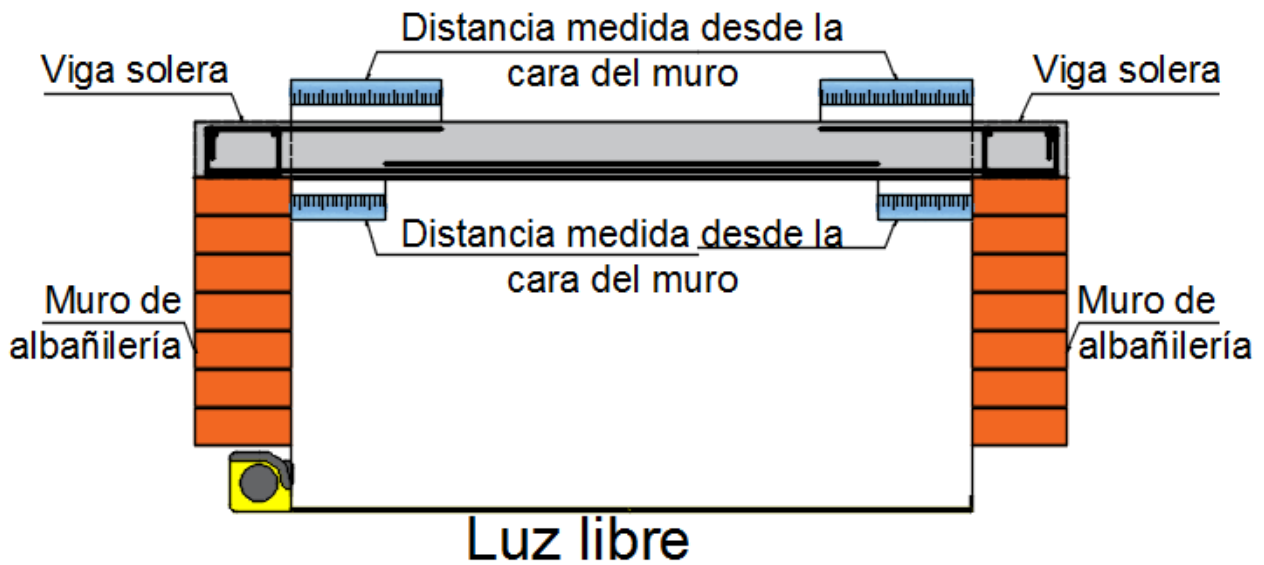 Distancia medida desde la
cara del muro
Viga solera
Viga solera
Distancia medida desde la
cara del muro
Muro de
albañilería
Muro de
albañilería
Luz libre